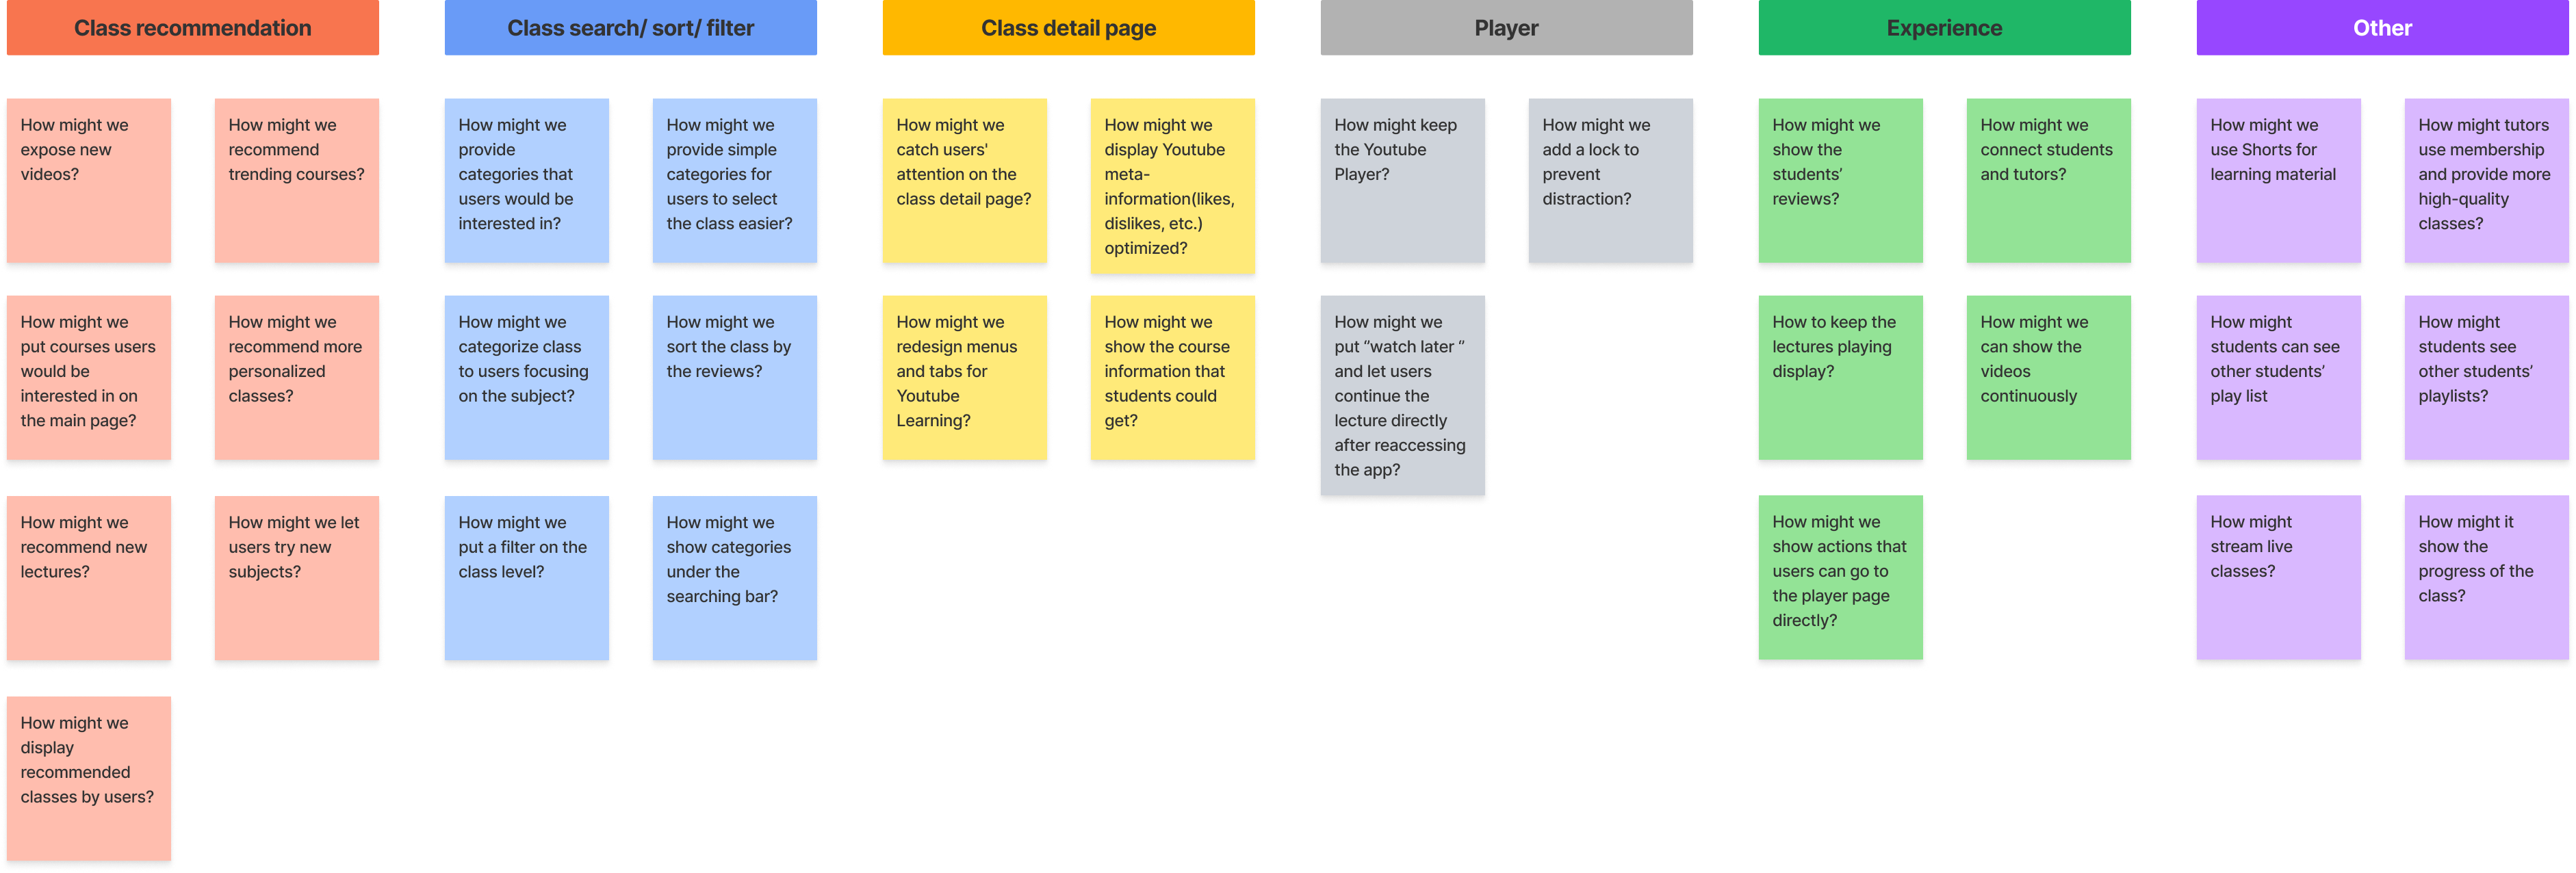 Class recommendation
How might we
expose new
videos?
How might we
recommend
trending courses?
How might we
put courses users
would be
interested in on
the main page?
How might we
recommend more
personalized
classes?
How might we
recommend new
lectures?
How might we let
users try new
subjects?
How might we
display
recommended
classes by users?
Class search/ sort/ filter
How might we
provide
categories that
users would be
interested in?
How might we
provide simple
categories for
users to select
the class easier?
How might we
categorize class
to users focusing
on the subject?
How might we
sort the class by
the reviews?
How might we
put a filter on the
class level?
How might we
show categories
under the
searching bar?
Class detail page
How might we
catch users'
attention on the
class detail page?
How might we
display Youtube
meta-
information(likes,
dislikes, etc.)
optimized?
How might we
redesign menus
and tabs for
Youtube
Learning?
How might we
show the course
information that
students could
get?
Player
How might keep
the Youtube
Player?
How might we
add a lock to
prevent
distraction?
How might we
put “watch later “
and let users
continue the
lecture directly
after reaccessing
the app?
Experience
How might we
show the
students’
reviews?
How might we
connect students
and tutors?
How to keep the
lectures playing
display?
How might we
can show the
videos
continuously
How might we
show actions that
users can go to
the player page
directly?
Other
How might we
use Shorts for
learning material
How might tutors
use membership
and provide more
high-quality
classes?
How might
students can see
other students’
play list
How might
students see
other students’
playlists?
How might
stream live
classes?
How might it
show the
progress of the
class?